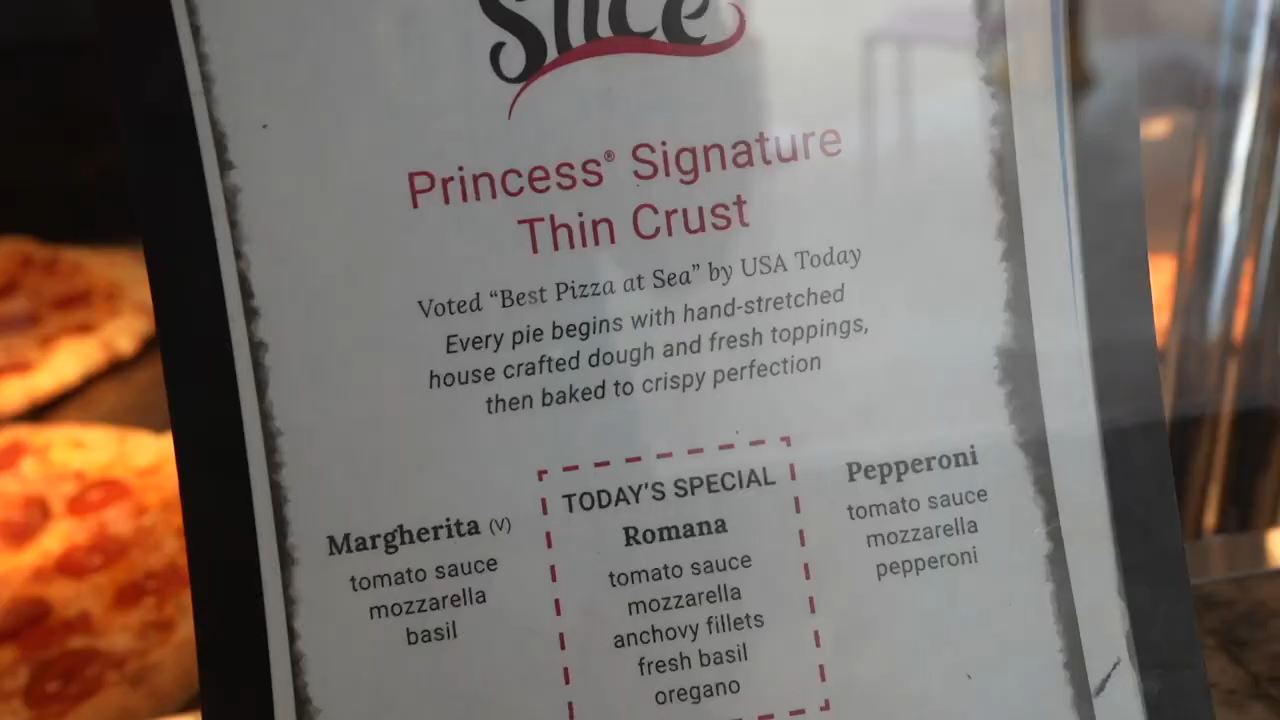 Slice
Princess® Signature
Thin Crust
Voted “Best Pizza at Sea” by USA Today
Every pie begins with hand-stretched
house crafted dough and fresh toppings,
then baked to crispy perfection
Margherita (V)
tomato sauce
mozzarella
basil
TODAY'S SPECIAL
Romana
tomato sauce
mozzarella
anchovy fillets
fresh basil
oregano
Pepperoni
tomato sauce
mozzarella
pepperoni